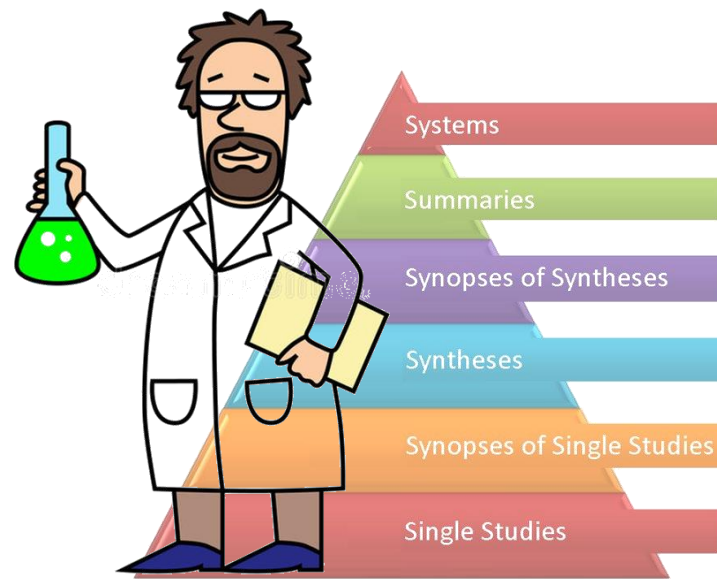 Systems
Summaries
Synopses of Syntheses
Syntheses
Synopses of Single Studies
Single Studies